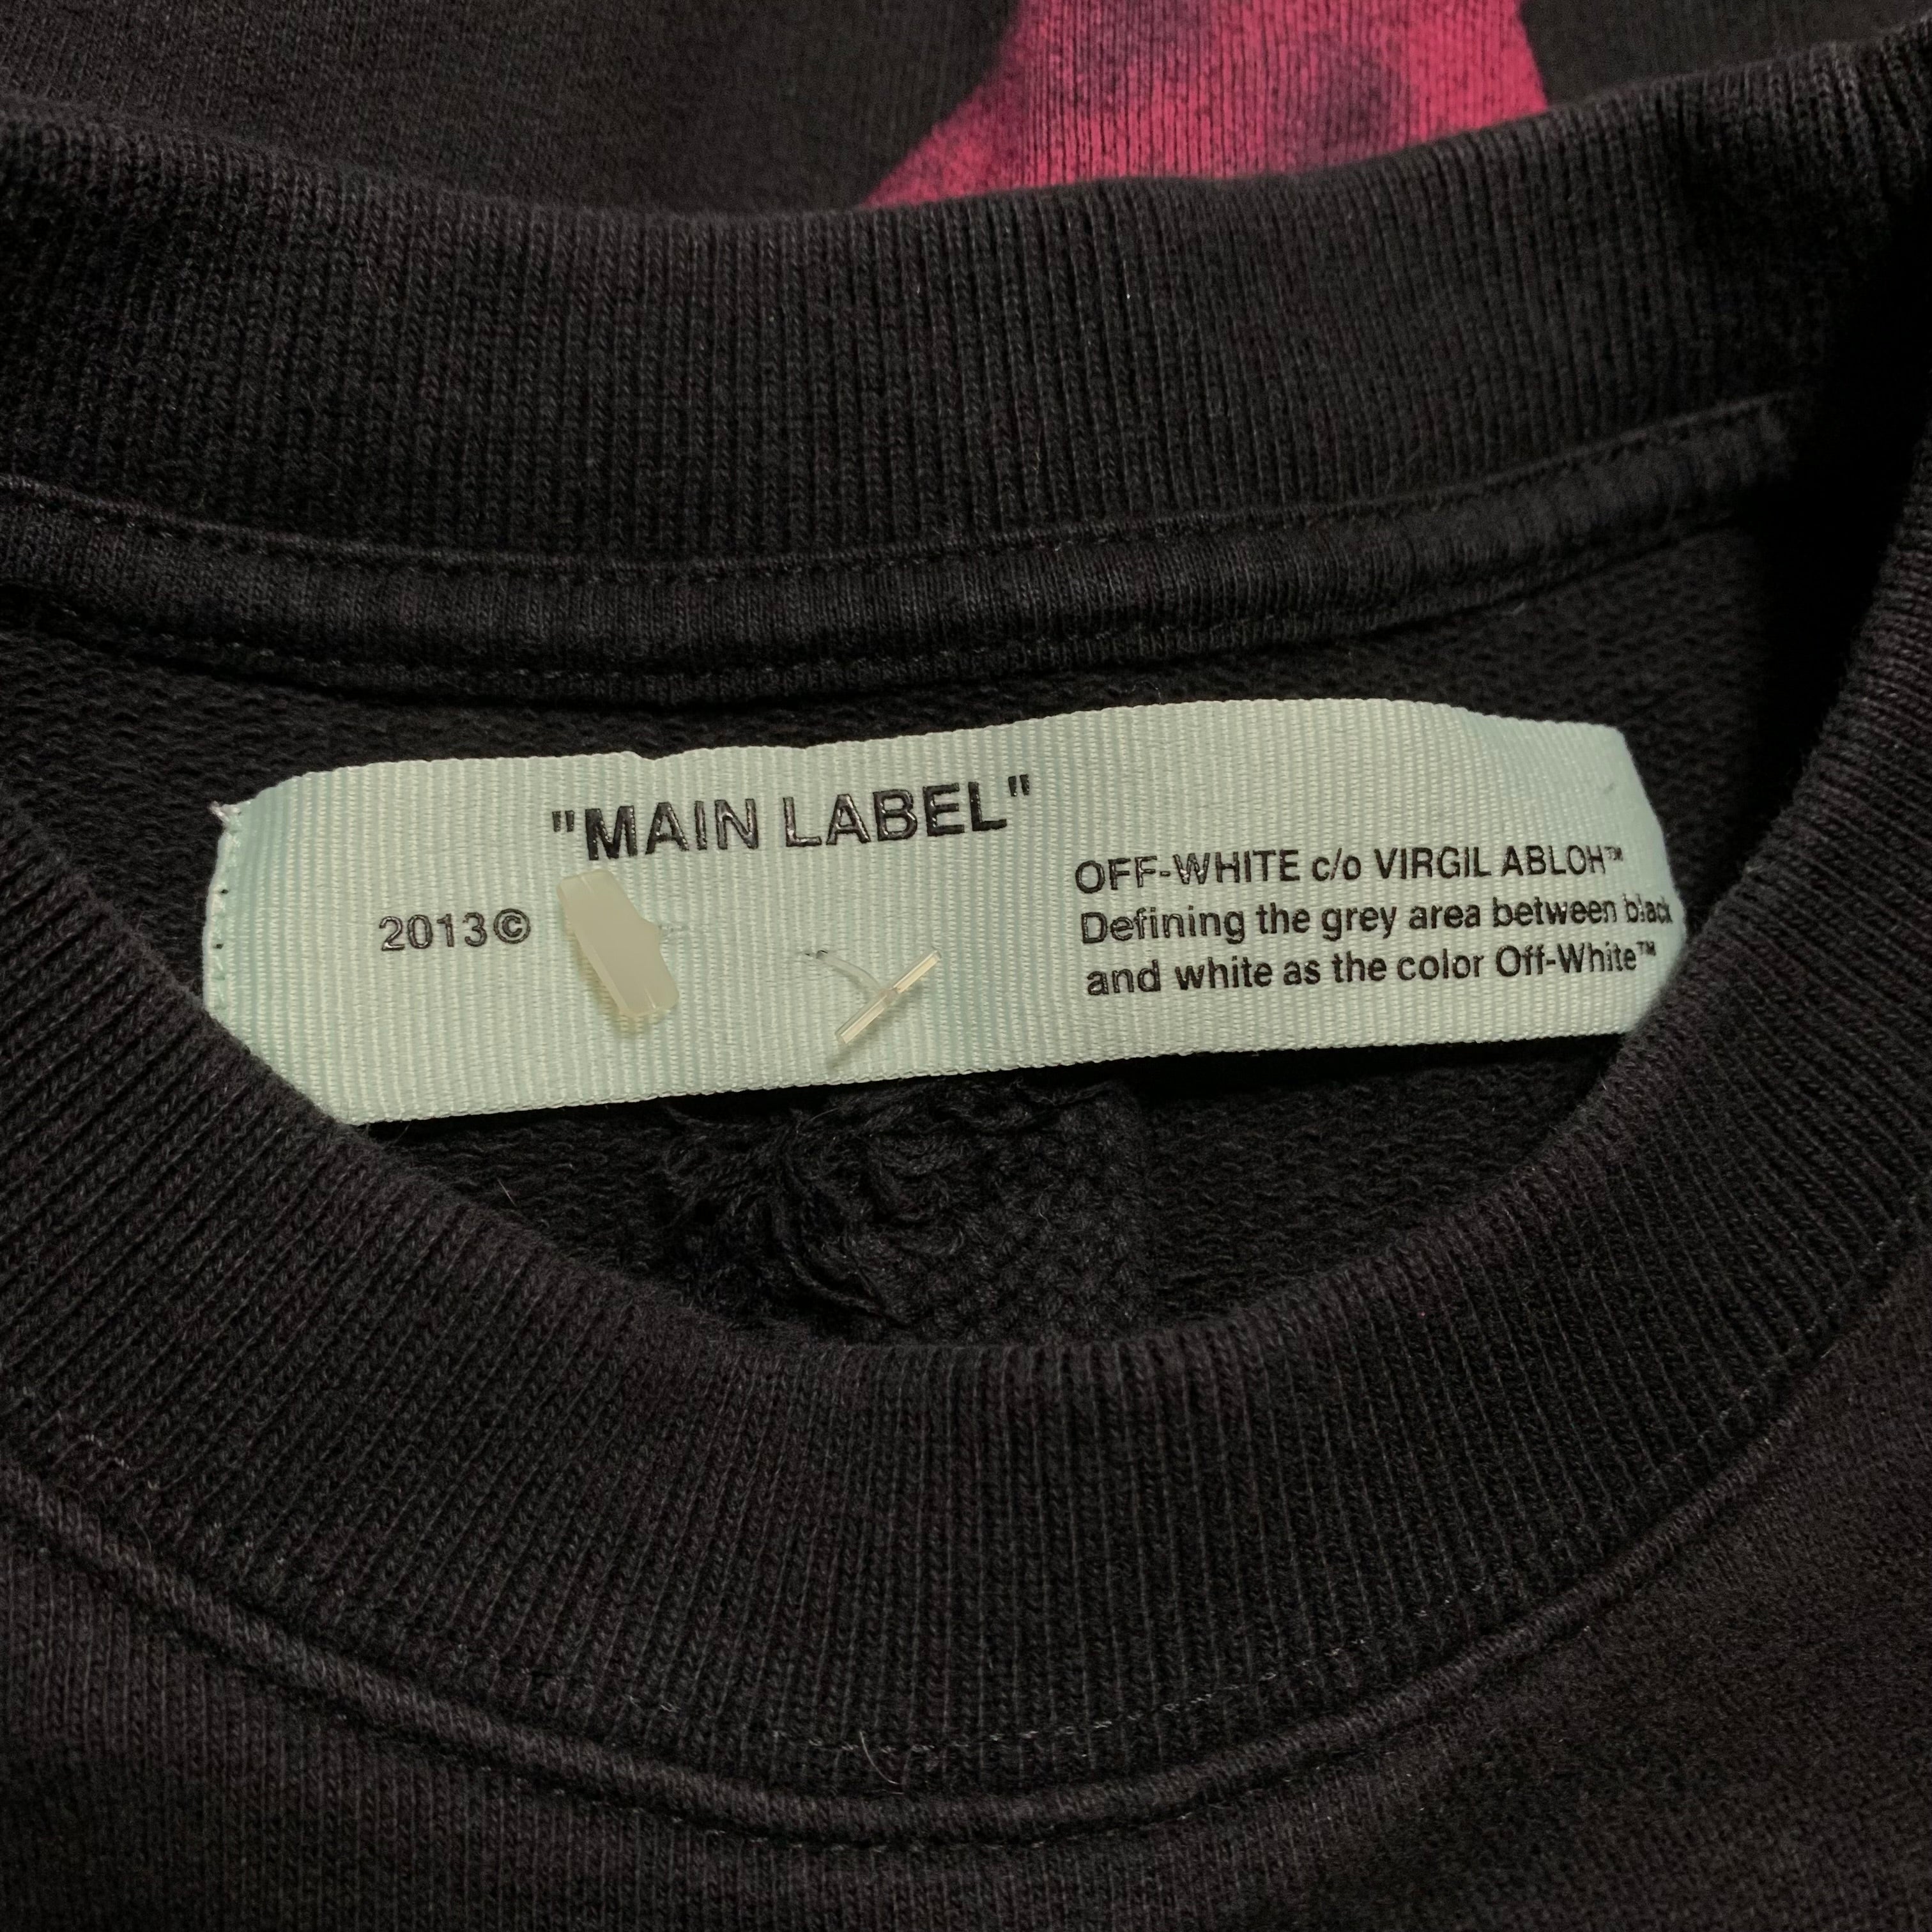 "MAIN LABEL"
2013©
OFF-WHITE c/o VIRGIL ABLOH™
Defining the grey area between black
and white as the color Off-White™